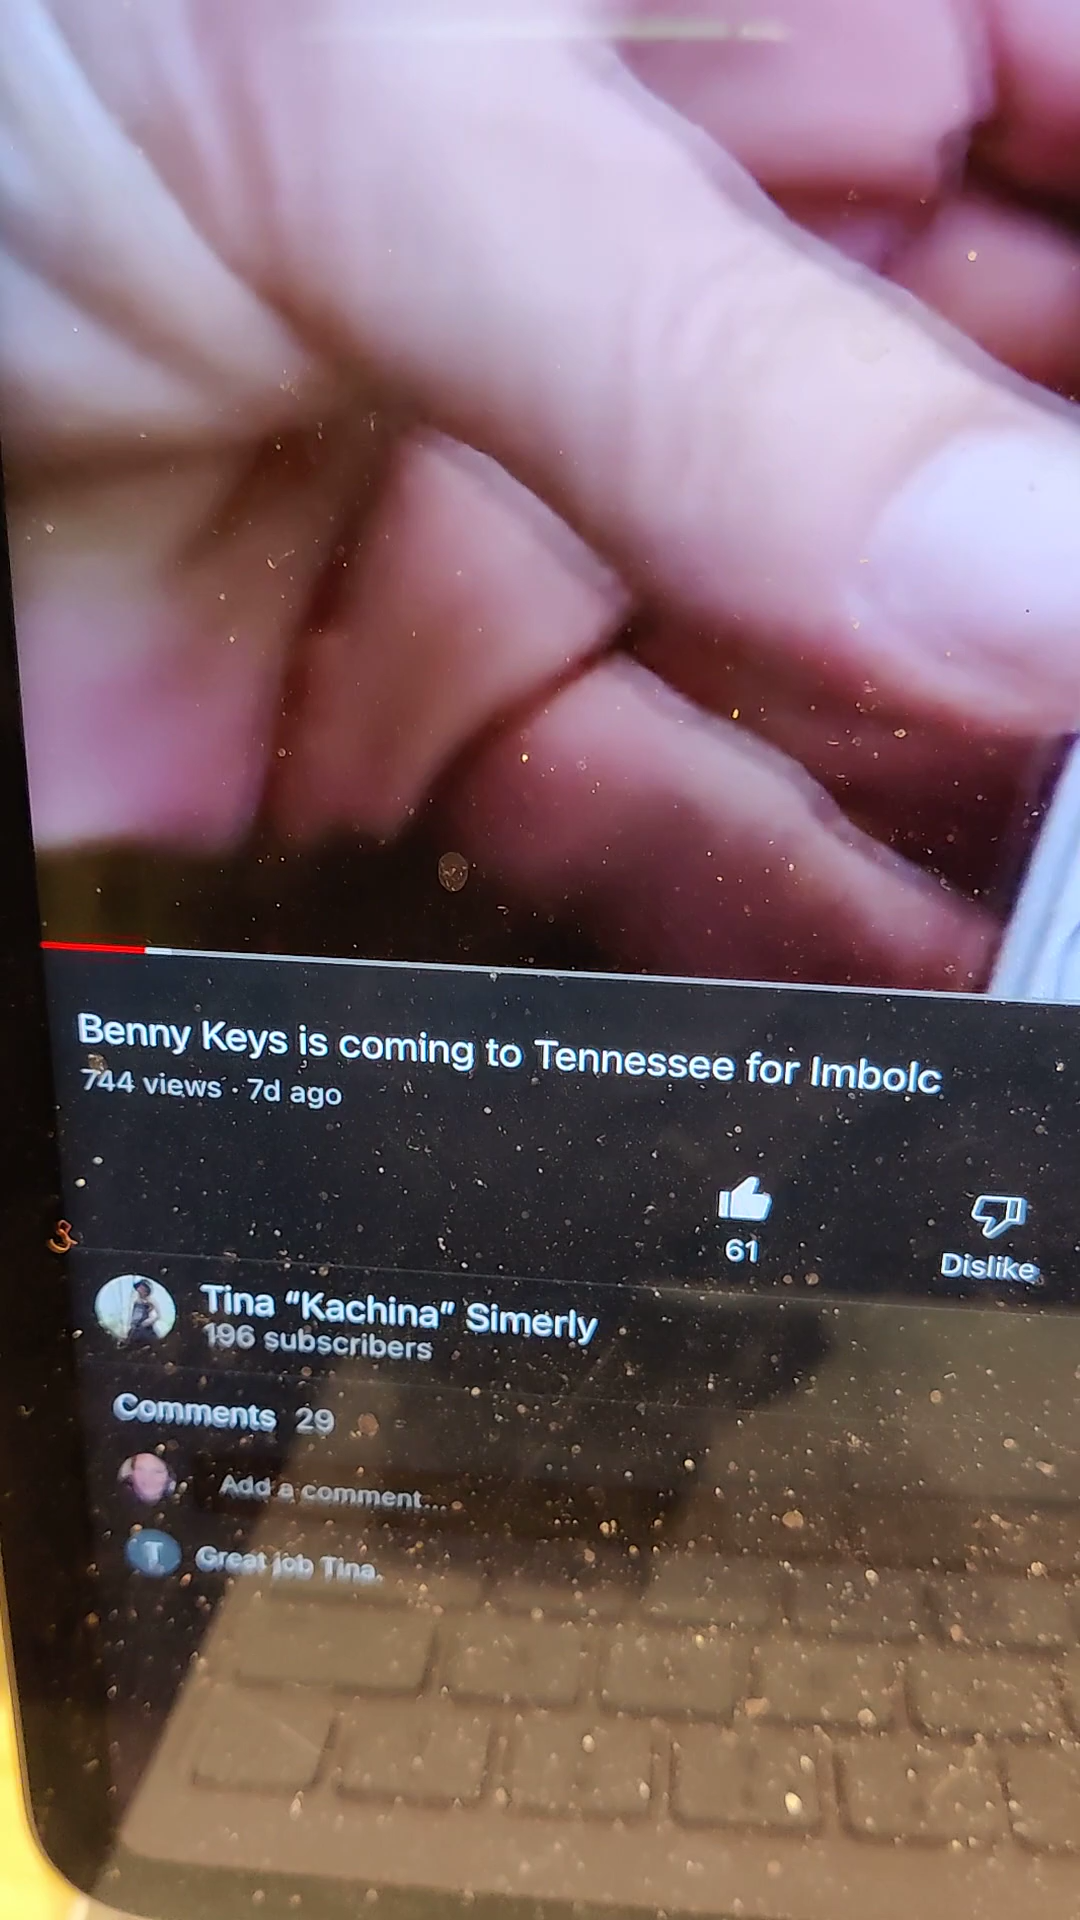 Benny Keys is coming to Tennessee for Imbolc
744 views · 7d ago
61
Dislike
Tina “Kachina” Simerly
196 subscribers
Comments 29
Add a comment...
T
Great job Tina.